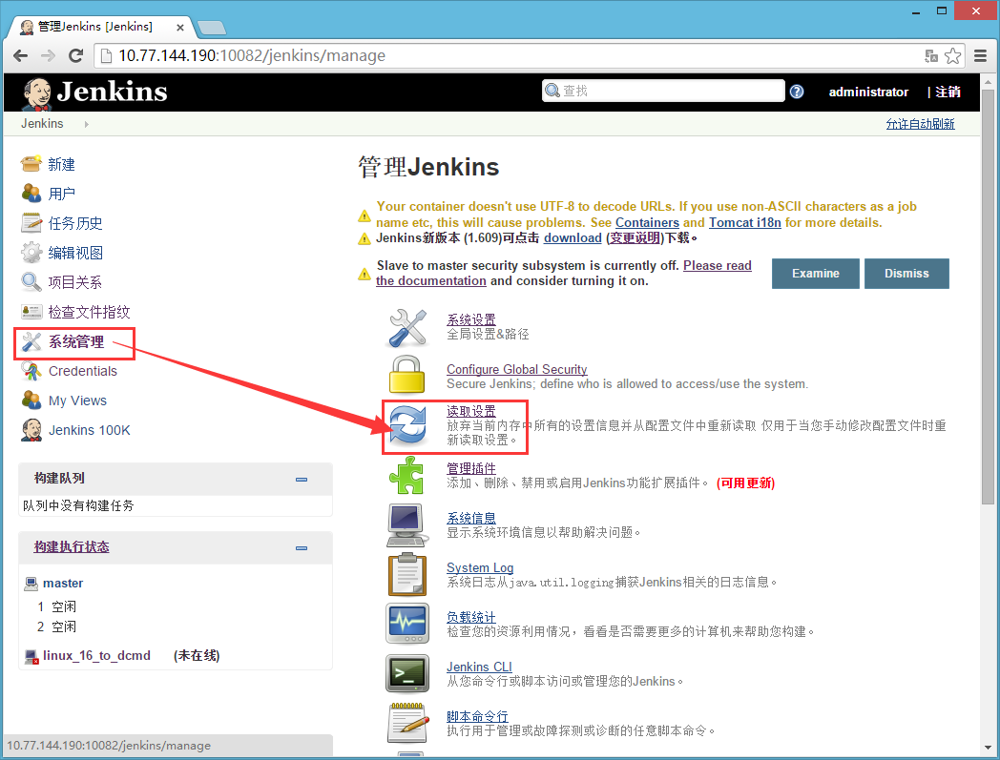 管理Jenkins [Jenkins]
10.77.144.190:10082/jenkins/manage
Jenkins
查找
administrator
| 注销
Jenkins
允许自动刷新
新建
用户
任务历史
编辑视图
项目关系
检查文件指纹
系统管理
Credentials
My Views
Jenkins 100K
构建队列
队列中没有构建任务
构建执行状态
master
1 空闲
2 空闲
linux_16_to_dcmd (未在线)
管理Jenkins
Your container doesn't use UTF-8 to decode URLs. If you use non-ASCII characters as a job
name etc, this will cause problems. See Containers and Tomcat i18n for more details.
Jenkins新版本 (1.609)可点击 download (变更说明)下载。
Slave to master security subsystem is currently off. Please read
the documentation and consider turning it on.
Examine
Dismiss
系统设置
全局设置&路径
Configure Global Security
Secure Jenkins; define who is allowed to access/use the system.
读取设置
放弃当前内存中所有的设置信息并从配置文件中重新读取 仅用于当您手动修改配置文件时重
新读取设置。
管理插件
添加、删除、禁用或启用Jenkins功能扩展插件。 (可用更新)
系统信息
显示系统环境信息以帮助解决问题。
System Log
系统日志从java.util.logging捕获Jenkins相关的日志信息。
负载统计
检查您的资源利用情况，看看是否需要更多的计算机来帮助您构建。
Jenkins CLI
从您命令行或脚本访问或管理您的Jenkins。
脚本命令行
执行用于管理或故障探测或诊断的任意脚本命令。
10.77.144.190:10082/jenkins/manage